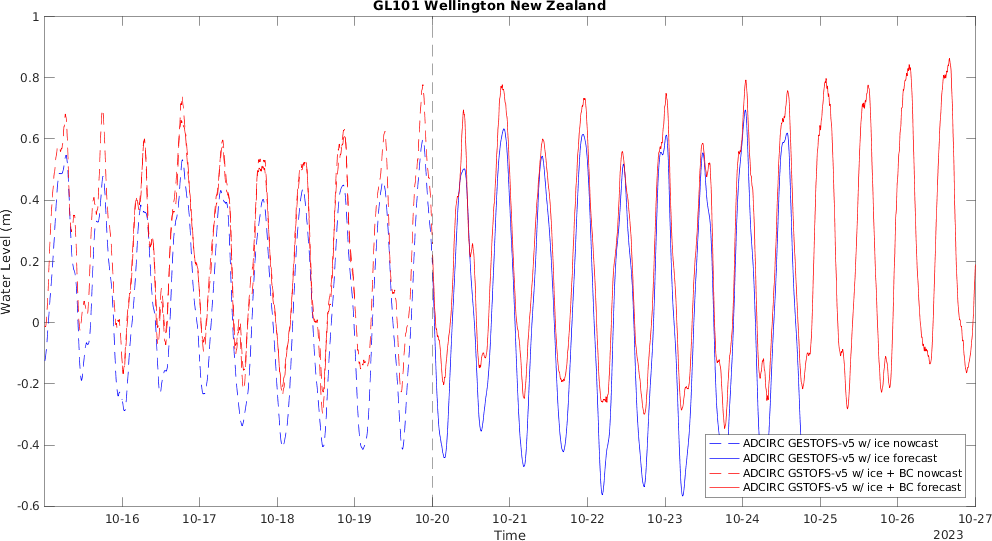 GL101 Wellington New Zealand
1
0.8
0.6
0.4
0.2
0
-0.2
-0.4
-0.6
Water Level (m)
ADCIRC GESTOFS-v5 w/ ice nowcast
ADCIRC GESTOFS-v5 w/ ice forecast
ADCIRC GSTOFS-v5 w/ ice + BC nowcast
ADCIRC GSTOFS-v5 w/ ice + BC forecast
10-16 10-17 10-18 10-19 10-20 10-21 10-22 10-23 10-24 10-25 10-26 10-27
Time
2023